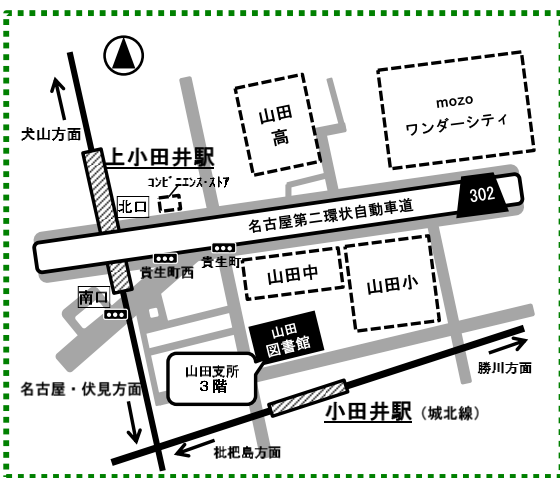 犬山方面
上小田井駅
ｺﾝﾋﾞﾆｴﾝｽ・ｽﾄｱ
北口
山田
高
mozo
ワンダーシティ
302
名古屋第二環状自動車道
貴生町西
貴生町
山田中
山田小
南口
山田
図書館
山田支所
３階
名古屋・伏見方面
勝川方面
小田井駅（城北線）
枇杷島方面